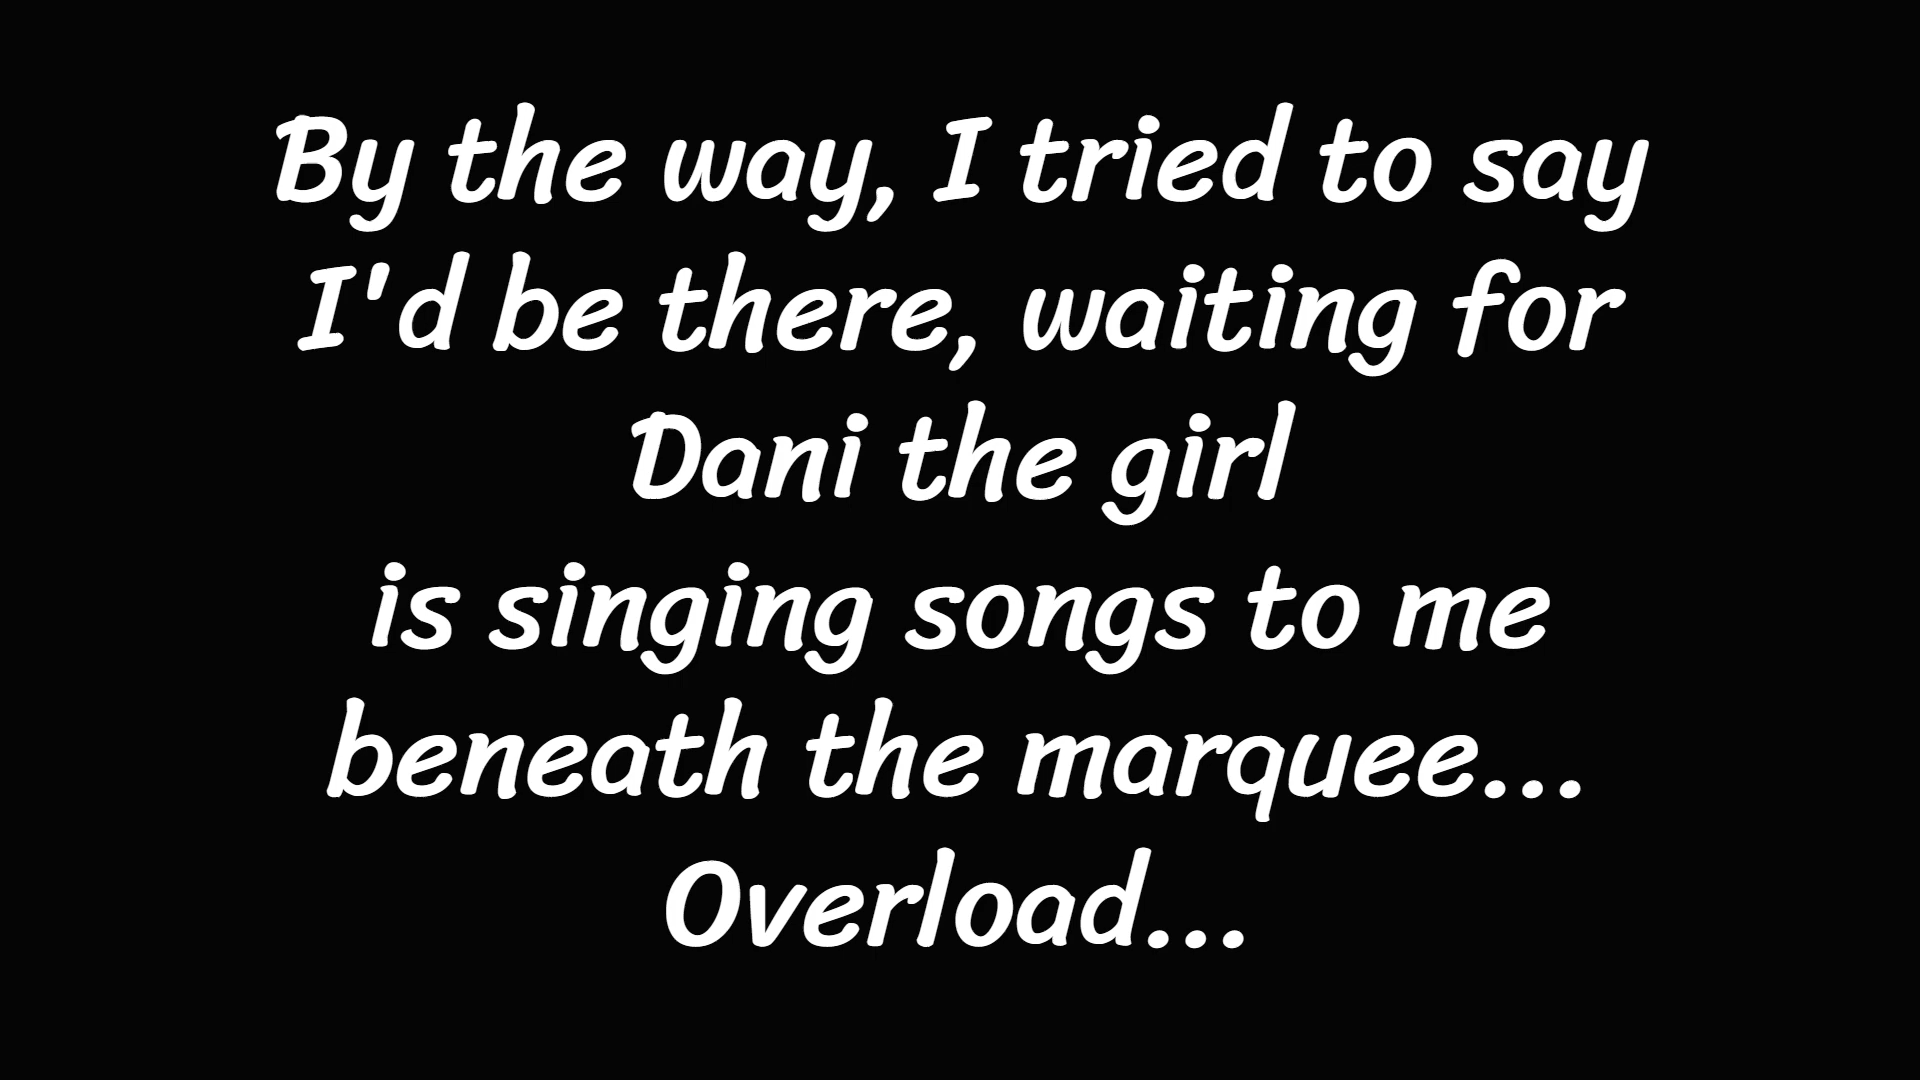 By the way, I tried to say
I'd be there, waiting for
Dani the girl
is singing songs to me
beneath the marquee...
Overload...